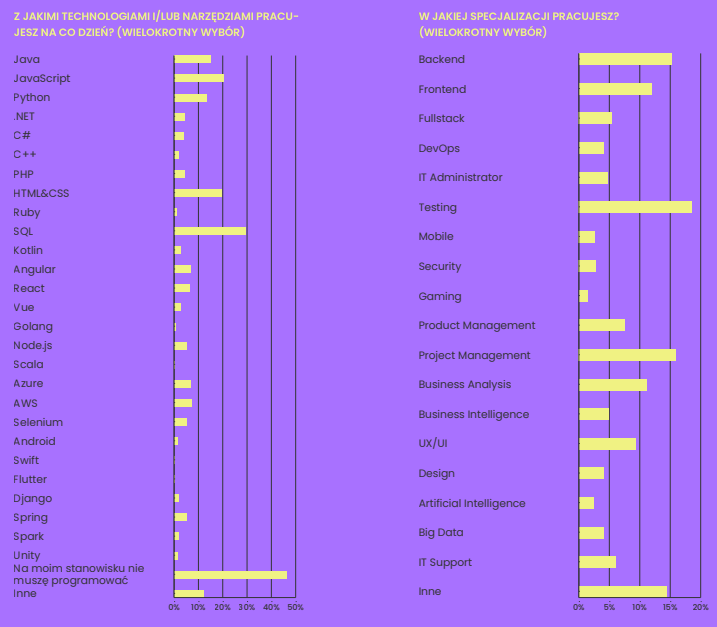 Z JAKIMI TECHNOLOGIAMI I/LUB NARZĘDZIAMI PRACU-
JESZ NA CO DZIEŃ? (WIELOKROTNY WYBÓR)
Java
JavaScript
Python
.NET
C#
C++
PHP
HTML&CSS
Ruby
SQL
Kotlin
Angular
React
Vue
Golang
Node.js
Scala
Azure
AWS
Selenium
Android
Swift
Flutter
Django
Spring
Spark
Unity
Na moim stanowisku nie
muszę programować
Inne
0% 10% 20% 30% 40% 50%
W JAKIEJ SPECJALIZACJI PRACUJESZ?
(WIELOKROTNY WYBÓR)
Backend
Frontend
Fullstack
DevOps
IT Administrator
Testing
Mobile
Security
Gaming
Product Management
Project Management
Business Analysis
Business Intelligence
UX/UI
Design
Artificial Intelligence
Big Data
IT Support
Inne
0% 5% 10% 15% 20%